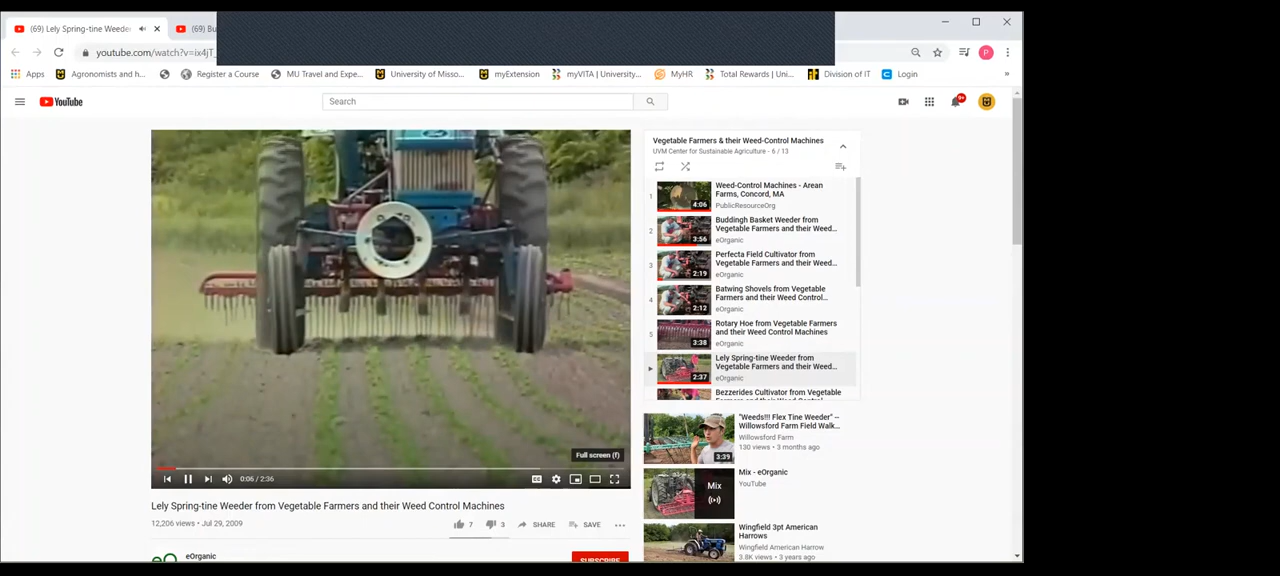 (69) Lely Spring-tine Weeder
(69) Bu
youtube.com/watch?v=ix4jT_
P
Apps
Agronomists and h...
Register a Course
MU Travel and Expe...
University of Misso...
myExtension
myVITA | University...
MyHR
Total Rewards | Uni...
Division of IT
Login
»
YouTube
Search
9+
Vegetable Farmers & their Weed-Control Machines
UVM Center for Sustainable Agriculture - 6 / 13
1
4:06
Weed-Control Machines - Arean
Farms, Concord, MA
PublicResourceOrg
2
3:56
Buddingh Basket Weeder from
Vegetable Farmers and their Weed...
eOrganic
3
2:19
Perfecta Field Cultivator from
Vegetable Farmers and their Weed...
eOrganic
4
2:12
Batwing Shovels from Vegetable
Farmers and their Weed Control...
eOrganic
5
3:38
Rotary Hoe from Vegetable Farmers
and their Weed Control Machines
eOrganic
2:37
Lely Spring-tine Weeder from
Vegetable Farmers and their Weed...
eOrganic
Bezzerides Cultivator from Vegetable
Full screen (f)
0:06 / 2:36
CC
Lely Spring-tine Weeder from Vegetable Farmers and their Weed Control Machines
12,206 views • Jul 29, 2009
7
3
SHARE
SAVE
eO
eOrganic
SUBSCRIBE
3:39
"Weeds!!! Flex Tine Weeder" --
Willowsford Farm Field Walk...
Willowsford Farm
130 views • 3 months ago
Mix
Mix - eOrganic
YouTube
Wingfield 3pt American
Harrows
Wingfield American Harrow
3.8K views • 3 years ago